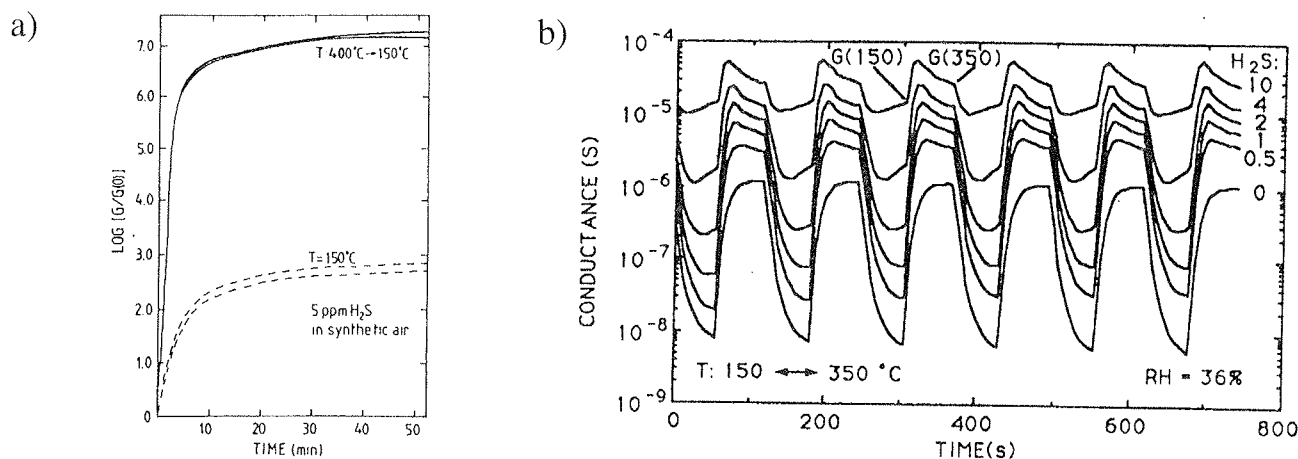 a)
7.0
6.0
5.0
4.0
3.0
2.0
1.0
0
LOG [G/G(0)]
T 400°C→150°C
T=150°C
5 ppm H₂S
in synthetic air
10 20 30 40 50
TIME (min)
b)
10⁻⁴
10⁻⁵
10⁻⁶
10⁻⁷
10⁻⁸
10⁻⁹
CONDUCTANCE (S)
G(150) G(350)
H₂S:
10
4
2
1
0.5
0
T: 150 ↔ 350 °C
RH = 36%
0 200 400 600 800
TIME(s)